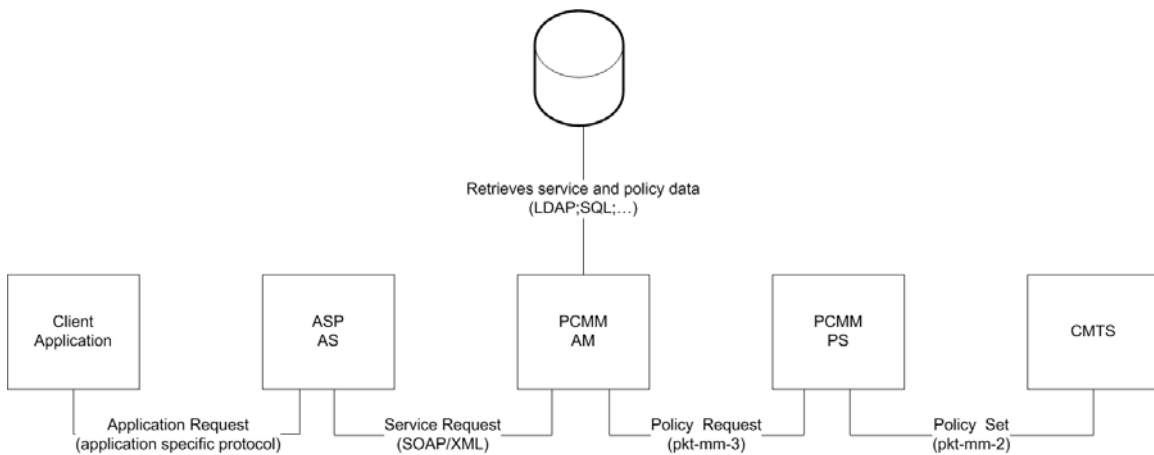 Retrieves service and policy data
(LDAP;SQL;…)
Client
Application
ASP
AS
PCMM
AM
PCMM
PS
CMTS
Application Request
(application specific protocol)
Service Request
(SOAP/XML)
Policy Request
(pkt-mm-3)
Policy Set
(pkt-mm-2)